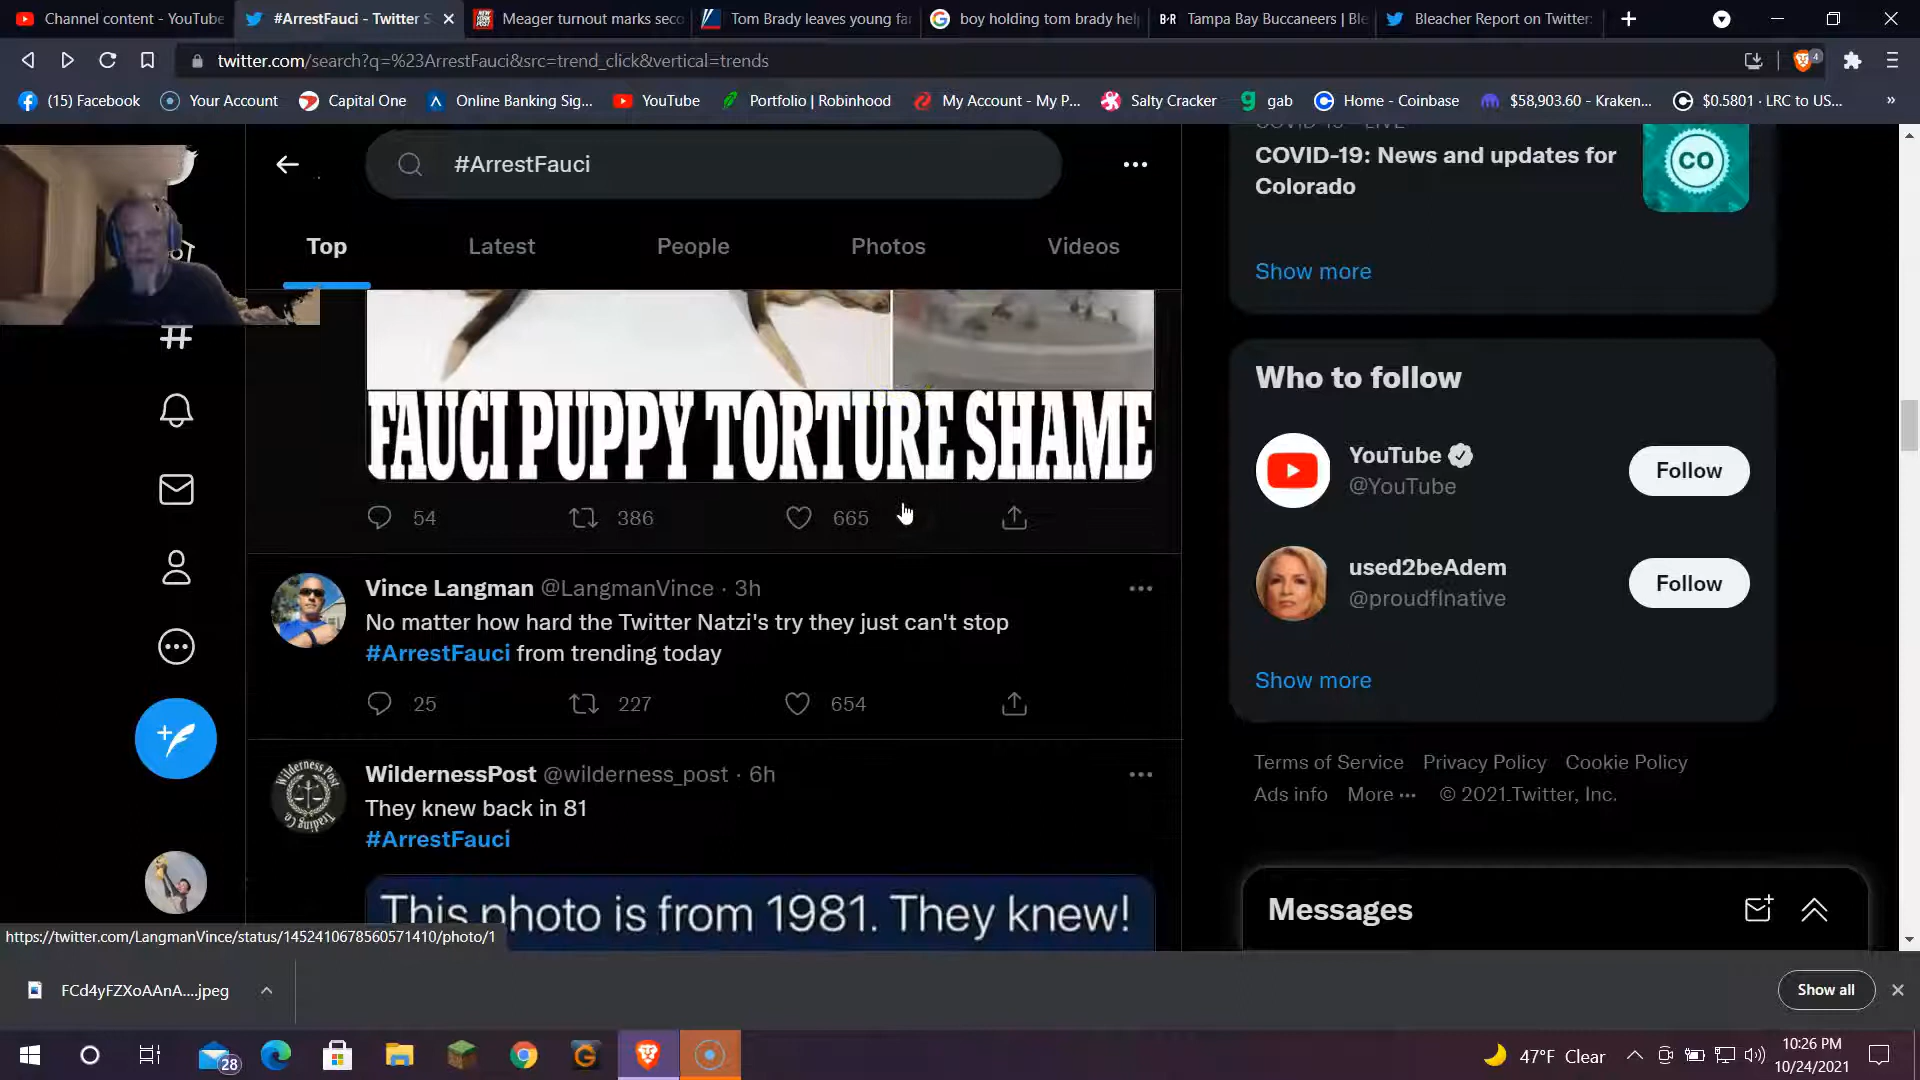 Channel content - YouTube
#ArrestFauci - Twitter S
Meager turnout marks seco
Tom Brady leaves young fa
boy holding tom brady hel
B·R Tampa Bay Buccaneers | Ble
Bleacher Report on Twitter:
twitter.com/search?q=%23ArrestFauci&src=trend_click&vertical=trends
4
(15) Facebook
Your Account
Capital One
Online Banking Sig...
YouTube
Portfolio | Robinhood
My Account - My P...
Salty Cracker
gab
Home - Coinbase
$58,903.60 - Kraken...
$0.5801 · LRC to US...
»
#ArrestFauci
Top
Latest
People
Photos
Videos
FAUCI PUPPY TORTURE SHAME
54
386
665
Vince Langman @LangmanVince · 3h
No matter how hard the Twitter Natzi's try they just can't stop
#ArrestFauci from trending today
25
227
654
WildernessPost @wilderness_post · 6h
They knew back in 81
#ArrestFauci
This photo is from 1981. They knew!
COVID-19 · LIVE
COVID-19: News and updates for
Colorado
CO
Show more
Who to follow
YouTube
@YouTube
Follow
used2beAdem
@proudflnative
Follow
Show more
Terms of Service Privacy Policy Cookie Policy
Ads info More ··· © 2021 Twitter, Inc.
Messages
https://twitter.com/LangmanVince/status/1452410678560571410/photo/1
FCd4yFZXoAAnA....jpeg
Show all
28
47°F Clear
10:26 PM
10/24/2021